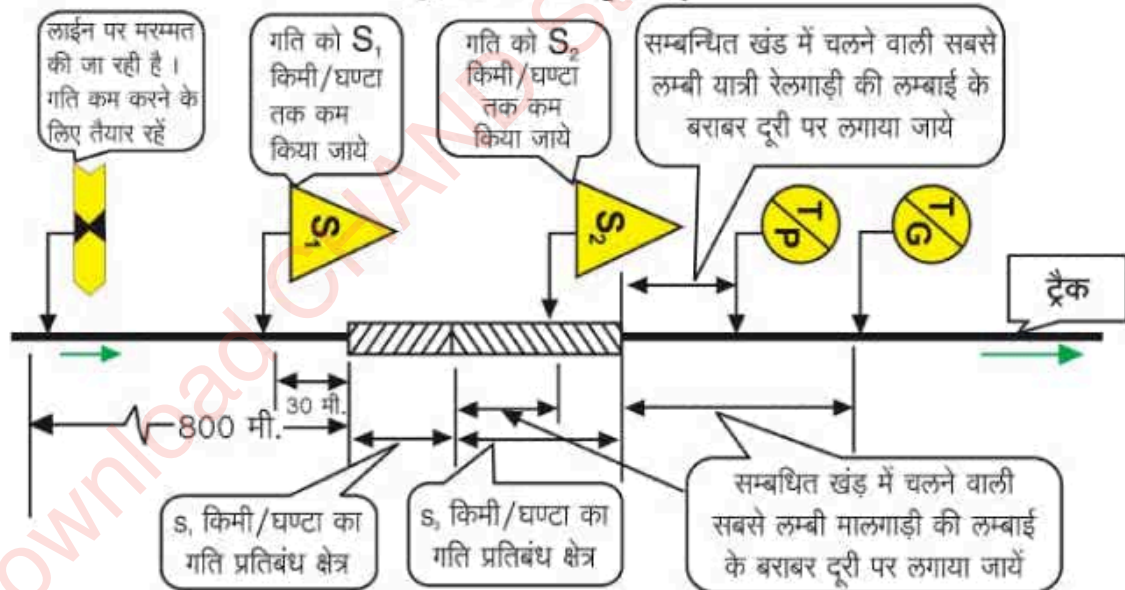 लाईन पर मरम्मत
की जा रही है ।
गति कम करने के
लिए तैयार रहें
गति को S₁
किमी/घण्टा
तक कम
किया जाये
गति को S₂
किमी/घण्टा
तक कम
किया जाये
सम्बन्धित खंड में चलने वाली सबसे
लम्बी यात्री रेलगाड़ी की लम्बाई के
बराबर दूरी पर लगाया जाये
S₁
S₂
T/P
T/G
ट्रैक
30 मी.
800 मी.
s, किमी/घण्टा का
गति प्रतिबंध क्षेत्र
s, किमी/घण्टा का
गति प्रतिबंध क्षेत्र
सम्बधित खंड़ में चलने वाली
सबसे लम्बी मालगाड़ी की लम्बाई
के बराबर दूरी पर लगाया जायें
ownload CHAND S